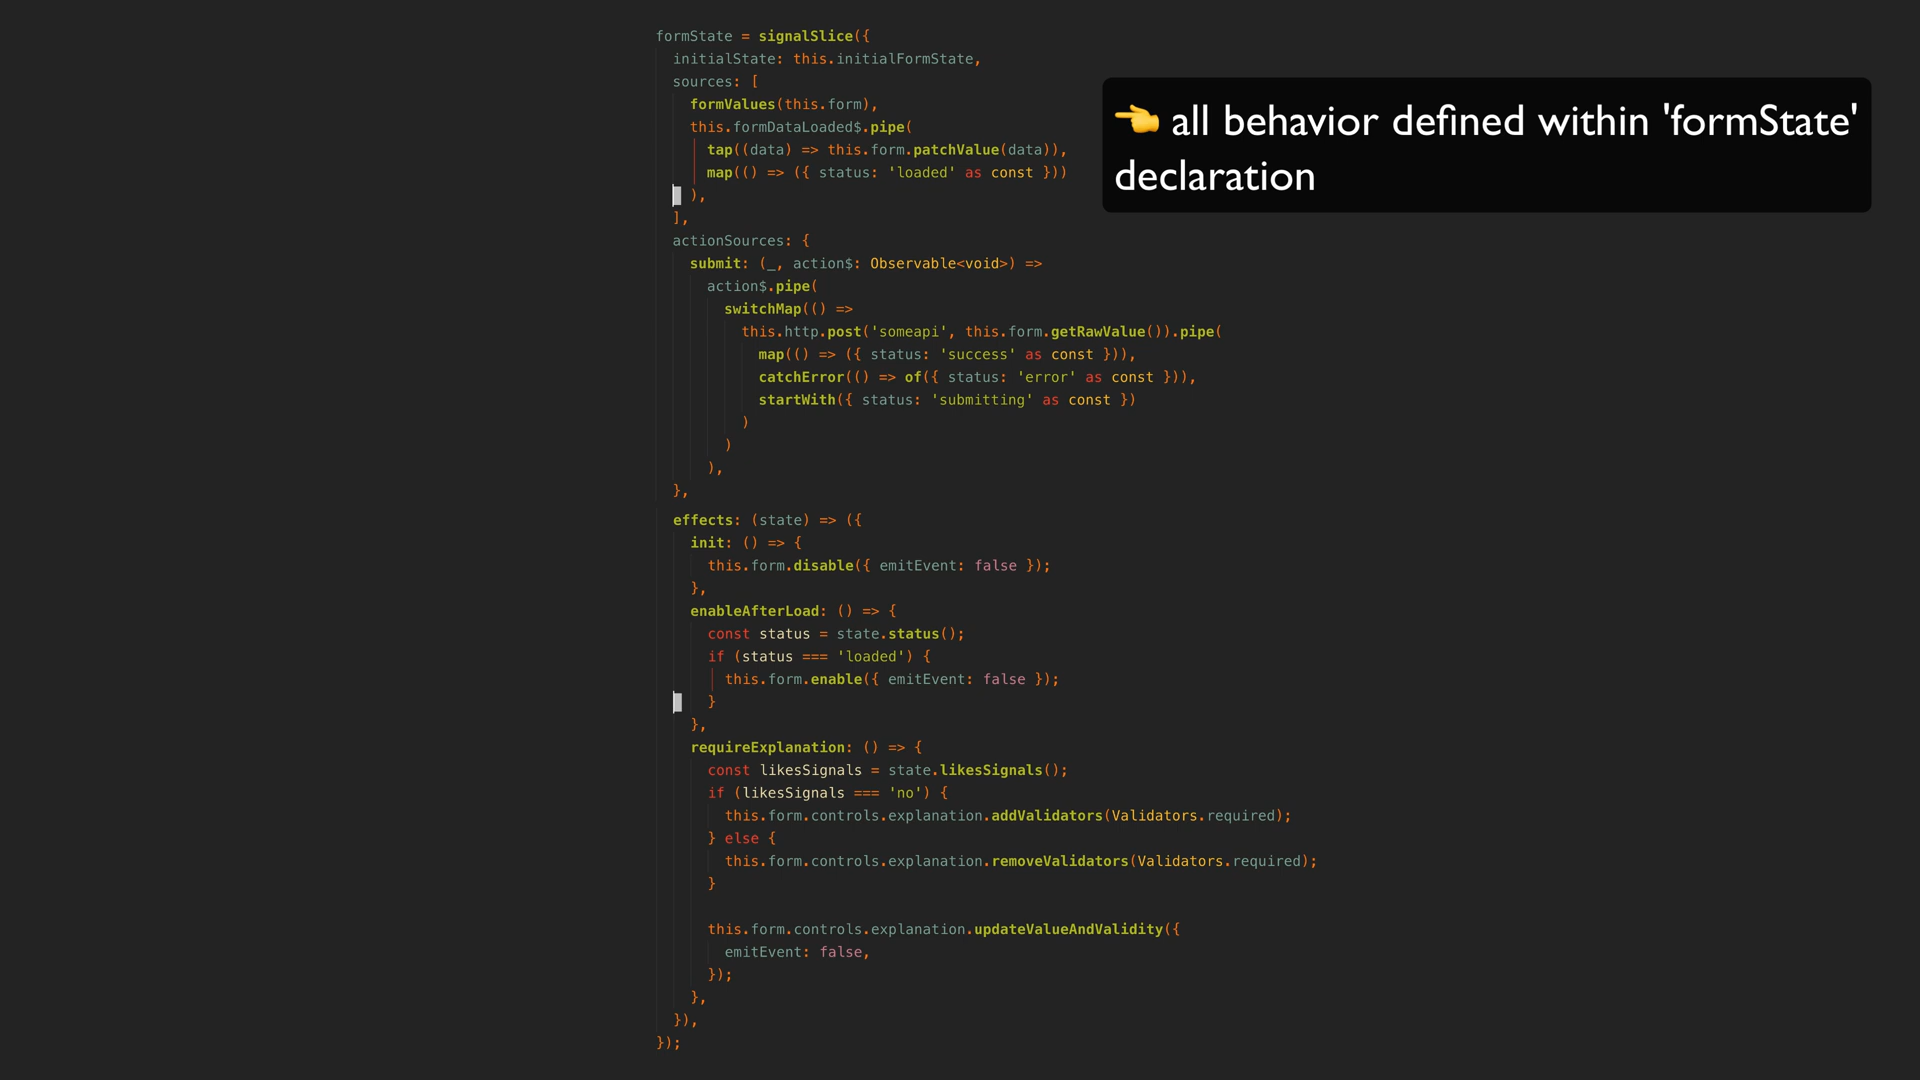 formState = signalSlice({
initialState: this.initialFormState,
sources: [
formValues(this.form),
this.formDataLoaded$.pipe(
tap((data) => this.form.patchValue(data)),
map(() => ({ status: 'loaded' as const }))
),
],
actionSources: {
submit: (_, action$: Observable<void>) =>
action$.pipe(
switchMap(() =>
this.http.post('someapi', this.form.getRawValue()).pipe(
map(() => ({ status: 'success' as const })),
catchError(() => of({ status: 'error' as const })),
startWith({ status: 'submitting' as const })
)
)
),
},
effects: (state) => ({
init: () => {
this.form.disable({ emitEvent: false });
},
enableAfterLoad: () => {
const status = state.status();
if (status === 'loaded') {
this.form.enable({ emitEvent: false });
}
},
requireExplanation: () => {
const likesSignals = state.likesSignals();
if (likesSignals === 'no') {
this.form.controls.explanation.addValidators(Validators.required);
} else {
this.form.controls.explanation.removeValidators(Validators.required);
}
this.form.controls.explanation.updateValueAndValidity({
emitEvent: false,
});
},
}),
});
👈 all behavior defined within 'formState'
declaration